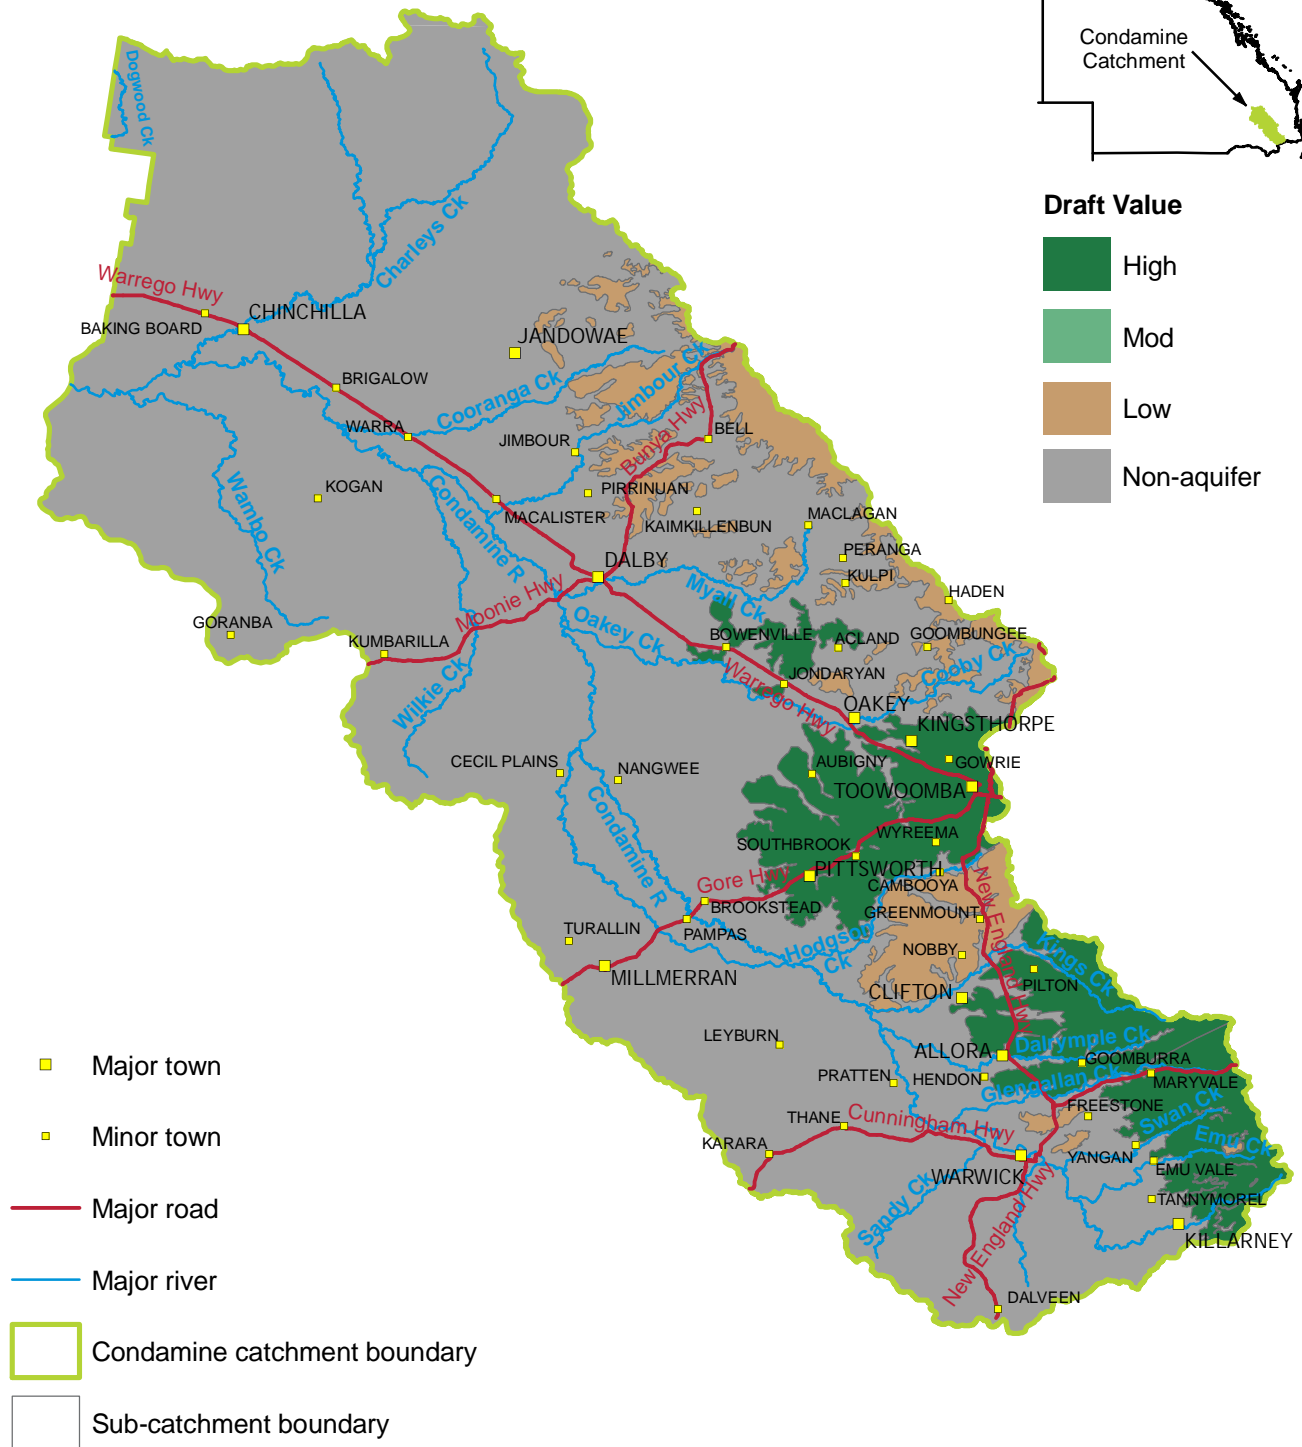 Condamine
Catchment
Draft Value
High
Mod
Low
Non-aquifer
Dogwood Ck
Charleys Ck
Warrego Hwy
CHINCHILLA
BAKING BOARD
JANDOWAE
BRIGALOW
Cooranga Ck
Jimbour Ck
WARRA
JIMBOUR
Bunya Hwy
BELL
KOGAN
Wambo Ck
Condamine R
PIRRINUAN
MACALISTER
KAIMKILLENBUN
MACLAGAN
PERANGA
DALBY
KULPI
Myall Ck
HADEN
Moonie Hwy
GORANBA
KUMBARILLA
Oakey Ck
BOWENVILLE
ACLAND
GOOMBUNGEE
Cooby Ck
Wilkie Ck
Warrego Hwy
JONDARYAN
OAKEY
KINGSTHORPE
CECIL PLAINS
NANGWEE
AUBIGNY
GOWRIE
TOOWOOMBA
Condamine R
WYREEMA
SOUTHBROOK
PITTSWORTH
Gore Hwy
CAMBOOYA
New England Hwy
BROOKSTEAD
GREENMOUNT
TURALLIN
PAMPAS
Hodgson
Ck
NOBBY
Kings Ck
MILLMERRAN
CLIFTON
PILTON
LEYBURN
ALLORA
Dalrymple Ck
GOOMBURRA
PRATTEN
HENDON
Glengallan Ck
MARYVALE
THANE
Cunningham Hwy
FREESTONE
Swan Ck
KARARA
Emu Ck
YANGAN
WARWICK
EMU VALE
Sandy Ck
TANNYMOREL
New England Hwy
KILLARNEY
DALVEEN
Major town
Minor town
Major road
Major river
Condamine catchment boundary
Sub-catchment boundary